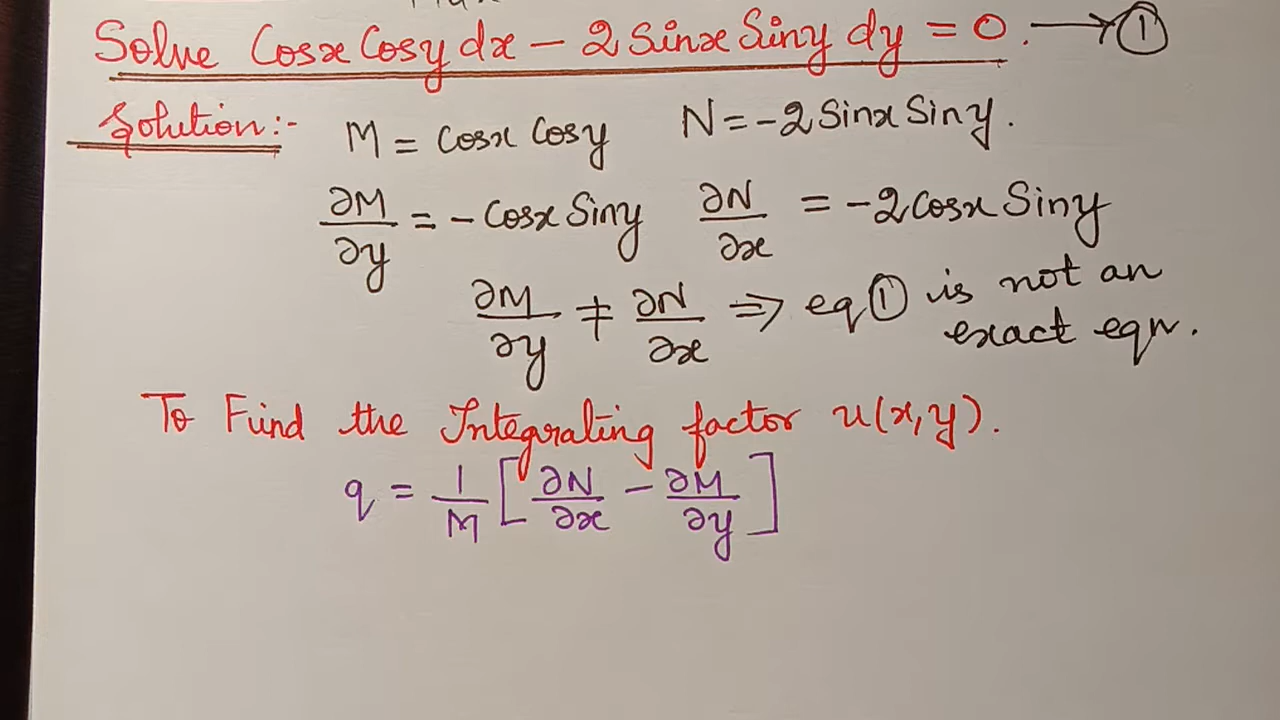 Solve Cosx Cosy dx - 2 Sinx Siny dy = 0. → ①
Solution:- M = Cosx Cosy N = -2 Sinx Siny.
∂M/∂y = - Cosx Siny ∂N/∂x = -2 Cosx Siny
∂M/∂y ≠ ∂N/∂x ⇒ eq ① is not an
exact eqn.
To Find the Integrating factor u(x,y).
q = 1/M [∂N/∂x - ∂M/∂y]